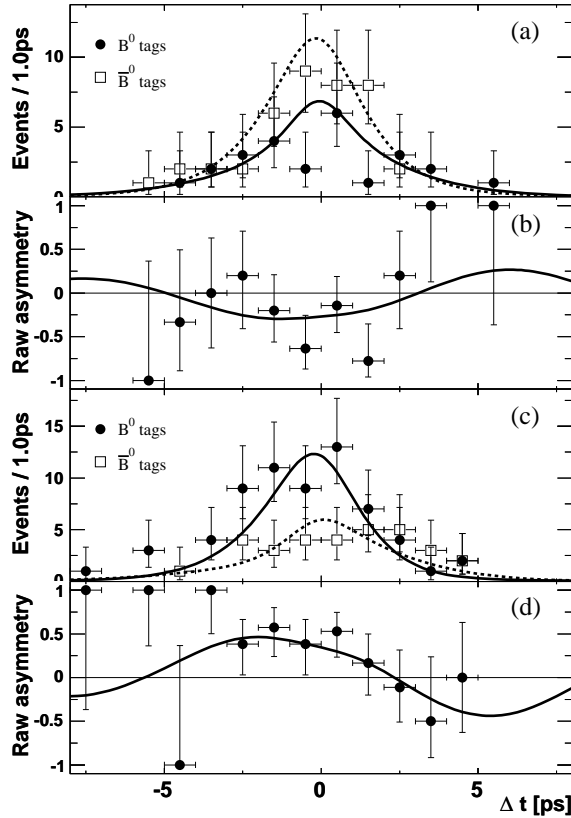 (a)
B⁰ tags
B̅⁰ tags
Events / 1.0ps
10
5
0
(b)
Raw asymmetry
1
0.5
0
-0.5
-1
(c)
B⁰ tags
B̅⁰ tags
Events / 1.0ps
15
10
5
0
(d)
Raw asymmetry
1
0.5
0
-0.5
-1
-5
0
5
Δ t [ps]